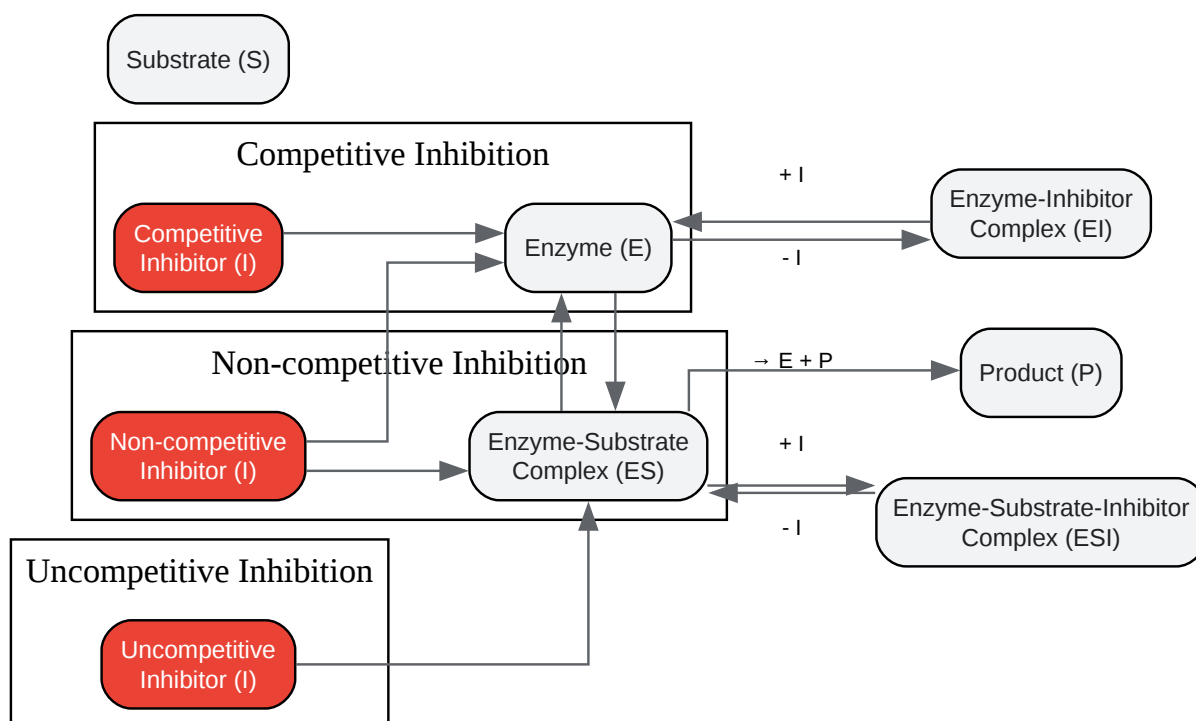 Substrate (S)
Competitive Inhibition
Competitive
Inhibitor (I)
Enzyme (E)
+ I
- I
Enzyme-Inhibitor
Complex (EI)
Non-competitive Inhibition
→ E + P
Product (P)
Non-competitive
Inhibitor (I)
Enzyme-Substrate
Complex (ES)
+ I
- I
Enzyme-Substrate-Inhibitor
Complex (ESI)
Uncompetitive Inhibition
Uncompetitive
Inhibitor (I)